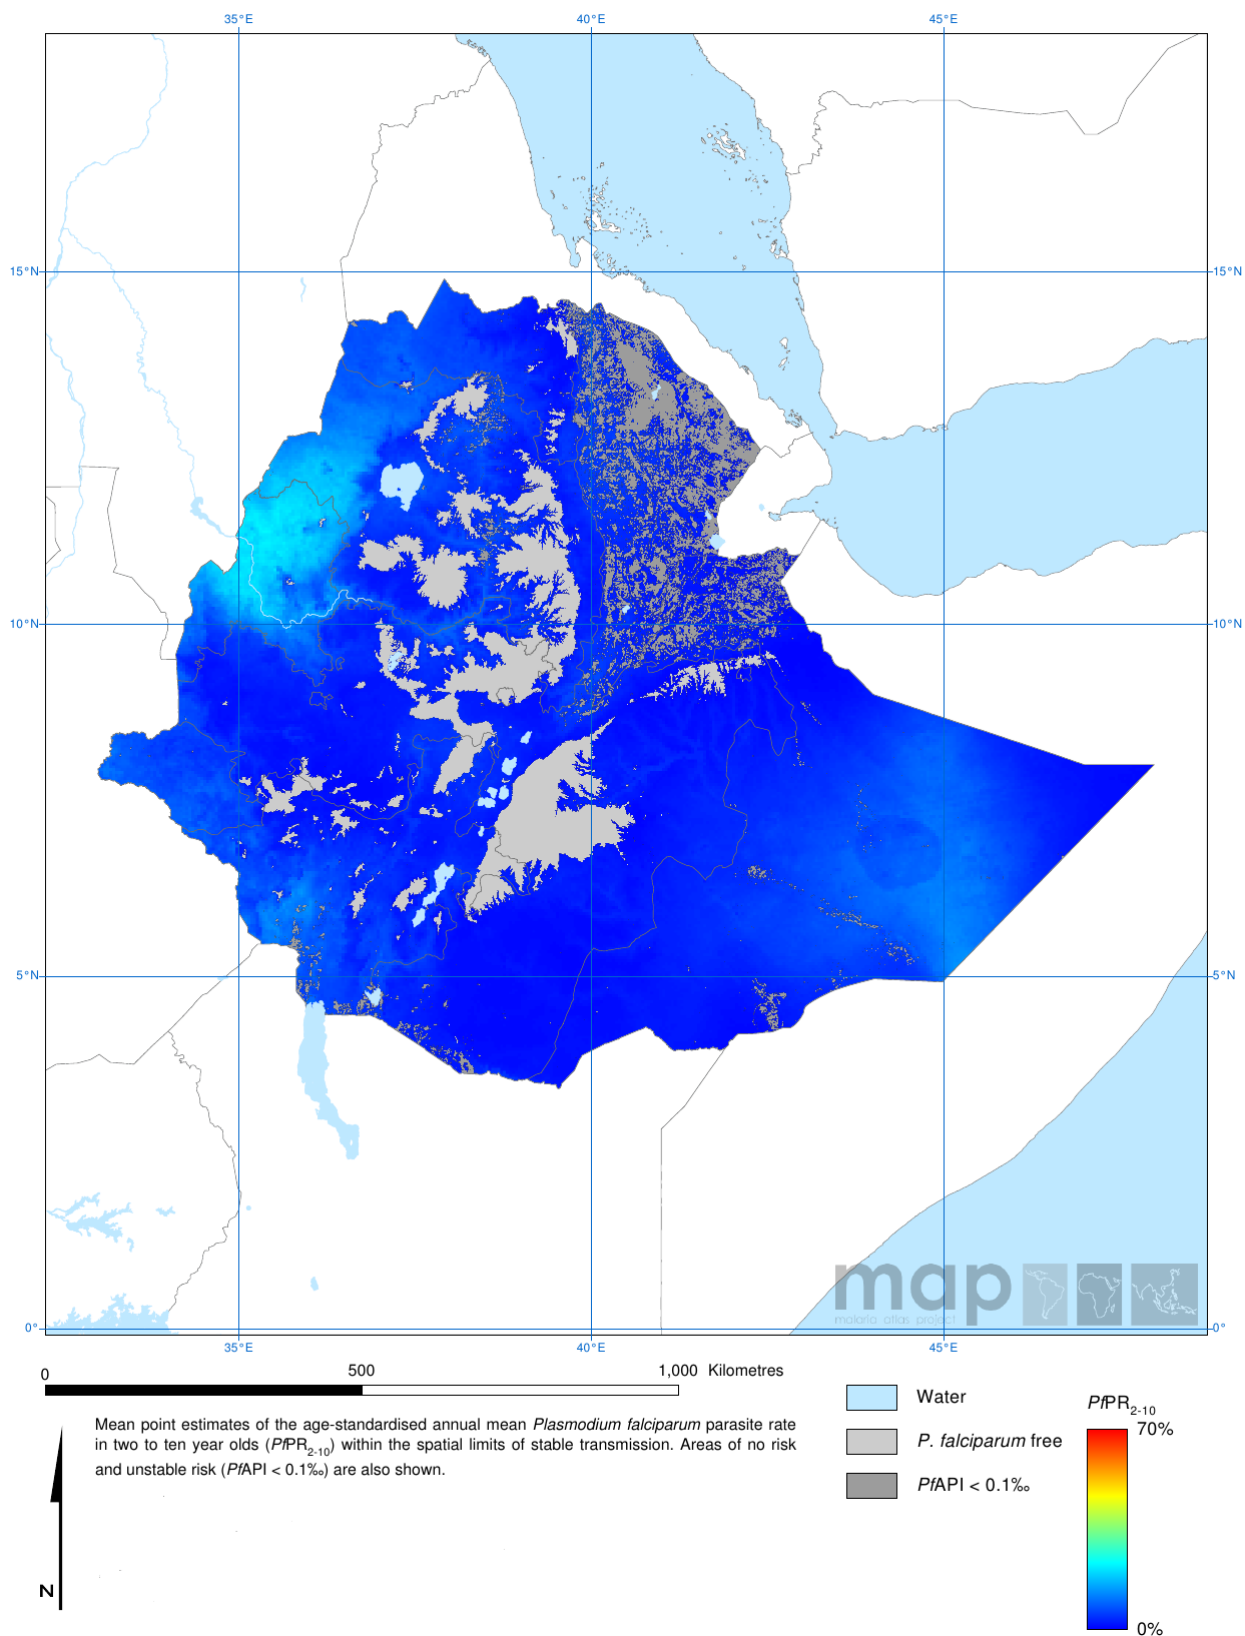 35°E 40°E 45°E
15°N 15°N
10°N 10°N
5°N 5°N
map
malaria atlas project
0° 0°
35°E 40°E 45°E
0 500 1,000 Kilometres
Mean point estimates of the age-standardised annual mean Plasmodium falciparum parasite rate
in two to ten year olds (PfPR2-10) within the spatial limits of stable transmission. Areas of no risk
and unstable risk (PfAPI < 0.1‰) are also shown.
N
Water
P. falciparum free
PfAPI < 0.1‰
PfPR2-10
70%
0%